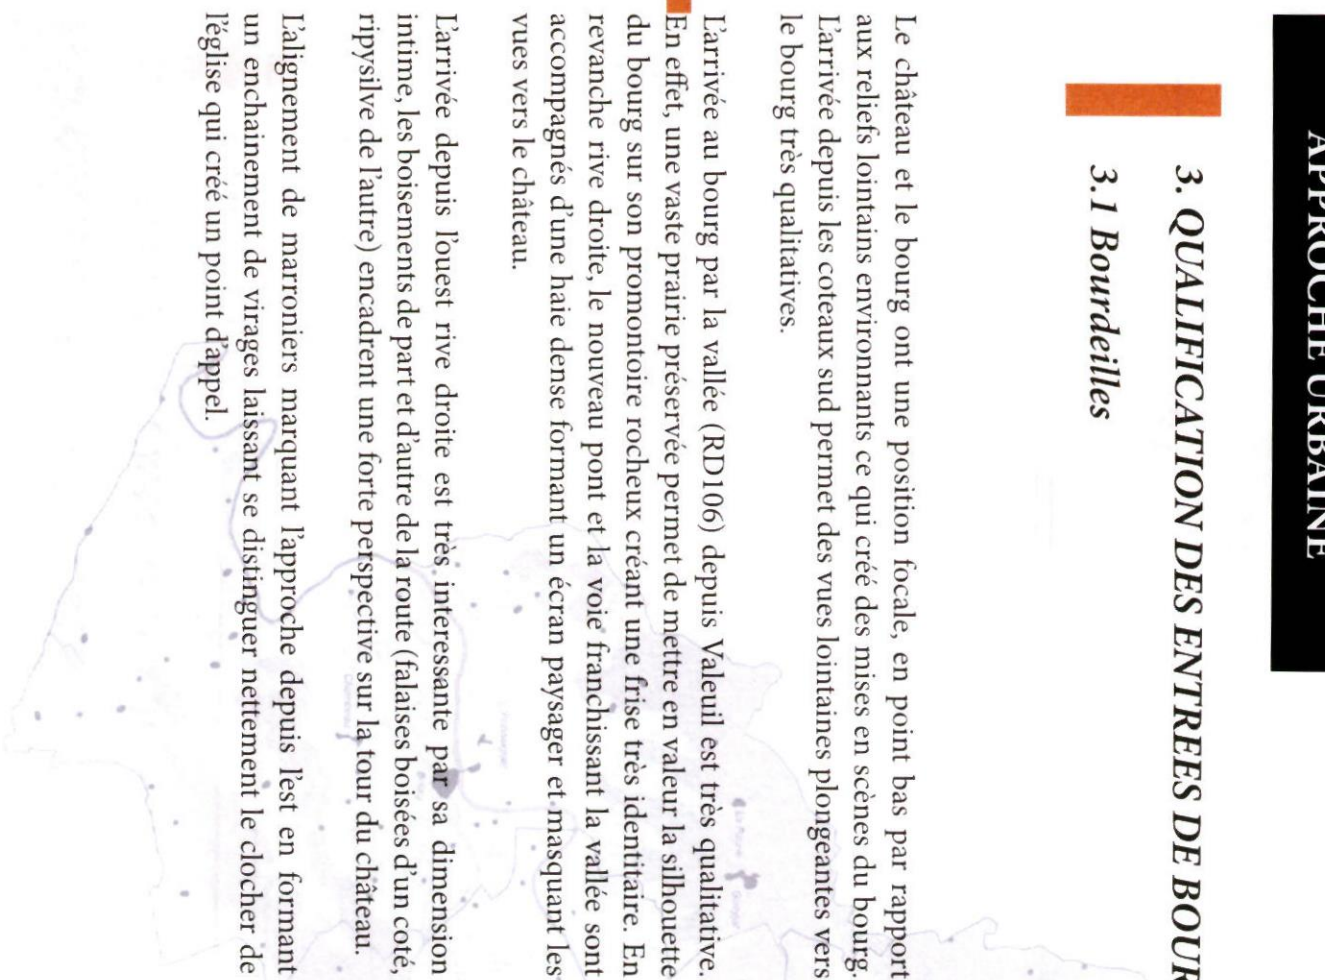 APPROCHE URBAINE
3. QUALIFICATION DES ENTREES DE BOUR
3.1 Bourdeilles
Le château et le bourg ont une position focale, en point bas par rapport
aux reliefs lointains environnants ce qui créé des mises en scènes du bourg.
L'arrivée depuis les coteaux sud permet des vues lointaines plongeantes vers
le bourg très qualitatives.
L'arrivée au bourg par la vallée (RD106) depuis Valeuil est très qualitative.
En effet, une vaste prairie préservée permet de mettre en valeur la silhouette
du bourg sur son promontoire rocheux créant une frise très identitaire. En
revanche rive droite, le nouveau pont et la voie franchissant la vallée sont
accompagnés d'une haie dense formant un écran paysager et masquant les
vues vers le château.
L'arrivée depuis l'ouest rive droite est très interessante par sa dimension
intime, les boisements de part et d'autre de la route (falaises boisées d'un coté,
ripysilve de l'autre) encadrent une forte perspective sur la tour du château.
L'alignement de marroniers marquant l'approche depuis l'est en formant
un enchainement de virages laissant se distinguer nettement le clocher de
l'église qui créé un point d'appel.